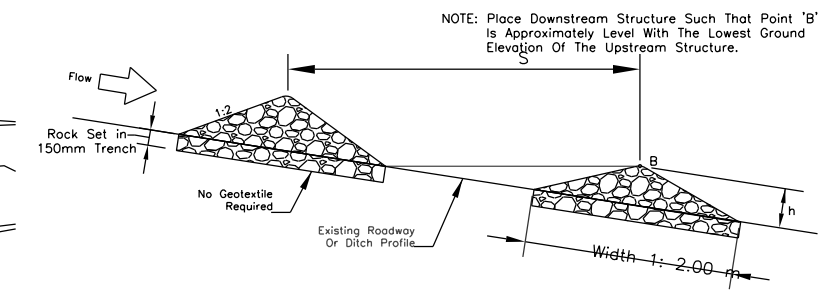 NOTE: Place Downstream Structure Such That Point 'B'
Is Approximately Level With The Lowest Ground
Elevation Of The Upstream Structure.
S
Flow
1:2
Rock Set in
150mm Trench
B
No Geotextile
Required
h
Existing Roadway
Or Ditch Profile
Width 1: 2.00 m